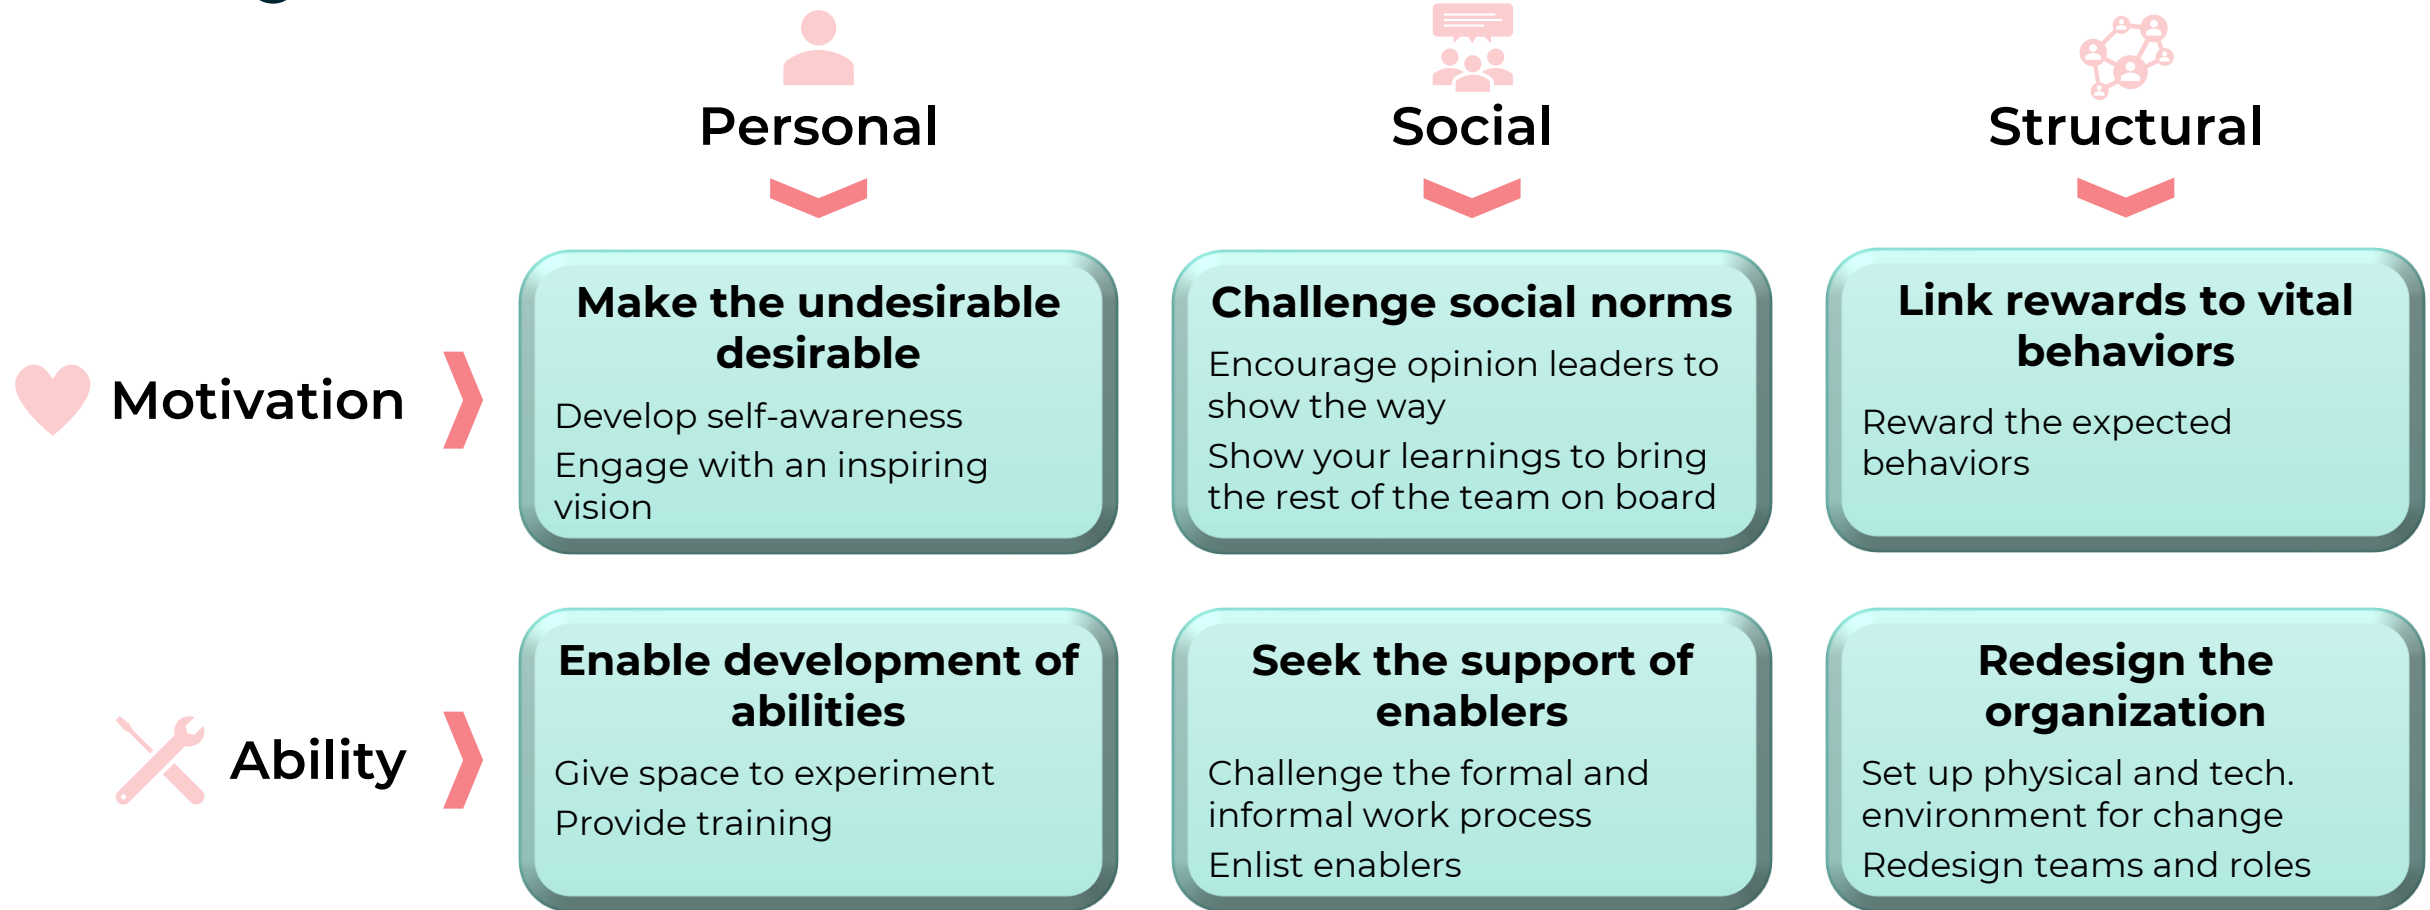 Personal
Social
Structural
Motivation
Make the undesirable
desirable
Develop self-awareness
Engage with an inspiring
vision
Challenge social norms
Encourage opinion leaders to
show the way
Show your learnings to bring
the rest of the team on board
Link rewards to vital
behaviors
Reward the expected
behaviors
Ability
Enable development of
abilities
Give space to experiment
Provide training
Seek the support of
enablers
Challenge the formal and
informal work process
Enlist enablers
Redesign the
organization
Set up physical and tech.
environment for change
Redesign teams and roles